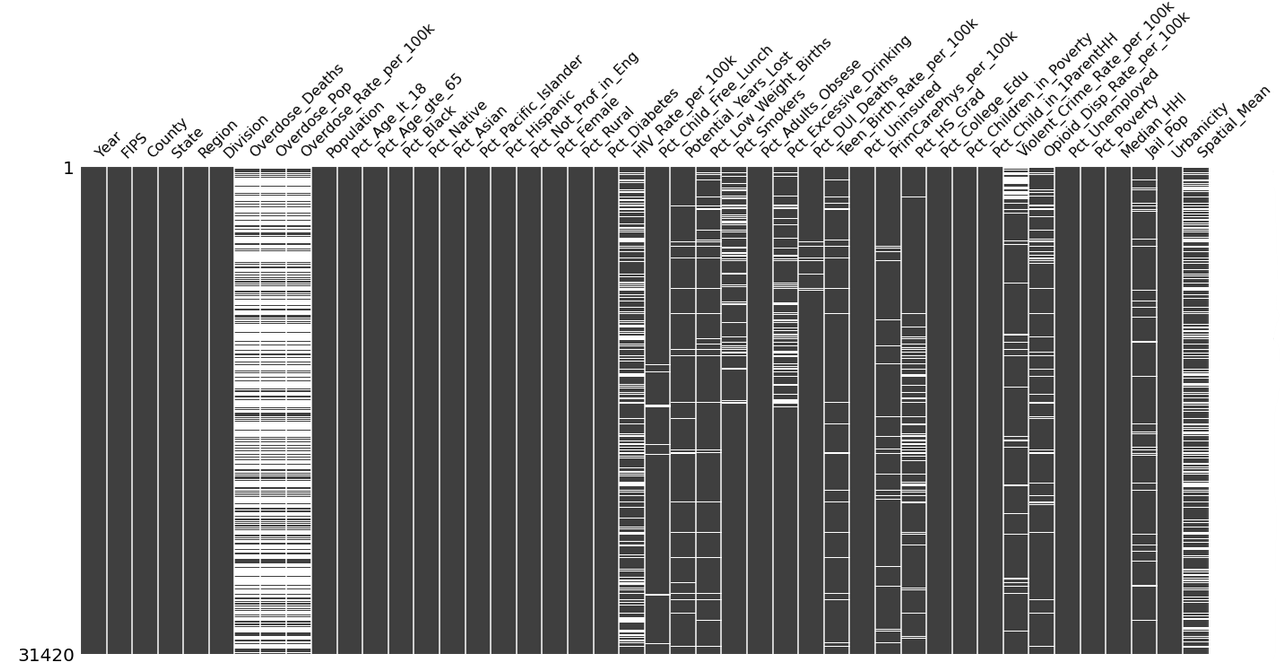 Year
FIPS
County
State
Region
Division
Overdose_Deaths
Overdose_Pop
Overdose_Rate_per_100k
Population
Pct_Age_lt_18
Pct_Age_gte_65
Pct_Black
Pct_Native
Pct_Asian
Pct_Pacific_Islander
Pct_Hispanic
Pct_Not_Prof_in_Eng
Pct_Female
Pct_Rural
Pct_Diabetes
HIV_Rate_per_100k
Pct_Child_Free_Lunch
Potential_Years_Lost
Pct_Low_Weight_Births
Pct_Smokers
Pct_Adults_Obsese
Pct_Excessive_Drinking
Pct_DUI_Deaths
Teen_Birth_Rate_per_100k
Pct_Uninsured
PrimCarePhys_per_100k
Pct_HS_Grad
Pct_College_Edu
Pct_Children_in_Poverty
Pct_Child_in_1ParentHH
Violent_Crime_Rate_per_100k
Opioid_Disp_Rate_per_100k
Pct_Unemployed
Pct_Poverty
Median_HHI
Jail_Pop
Urbanicity
Spatial_Mean
1
31420